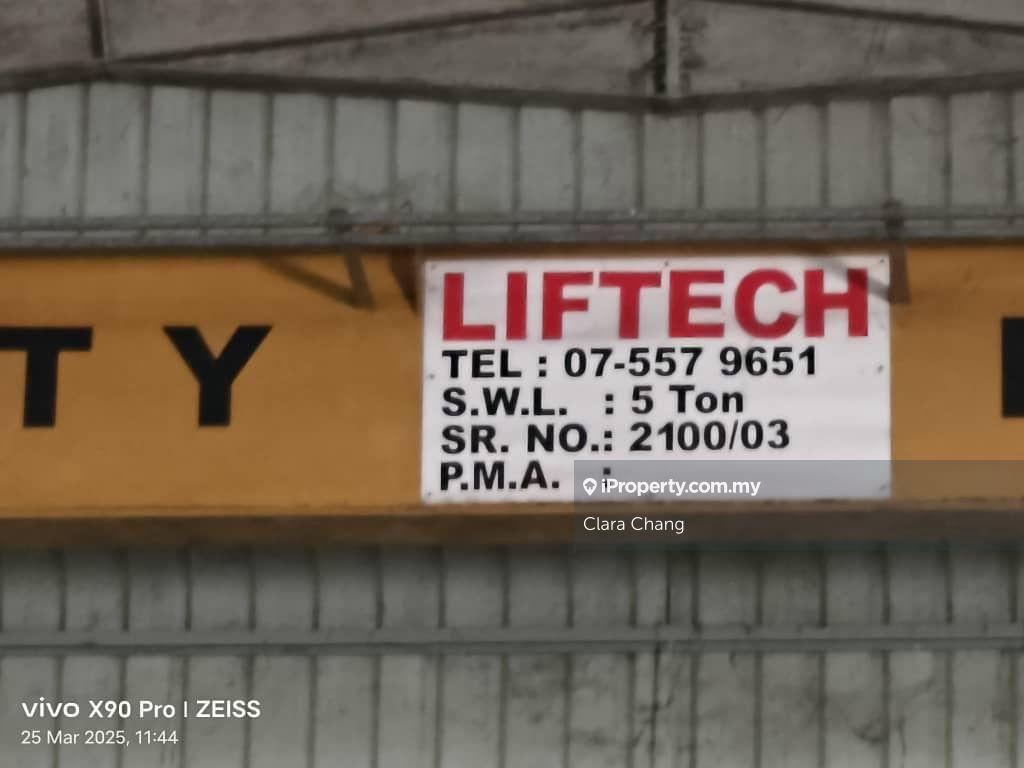 LIFTECH
TEL : 07-557 9651
S.W.L. : 5 Ton
SR. NO.: 2100/03
P.M.A. :
T Y
iProperty.com.my
Clara Chang
vivo X90 Pro | ZEISS
25 Mar 2025, 11:44